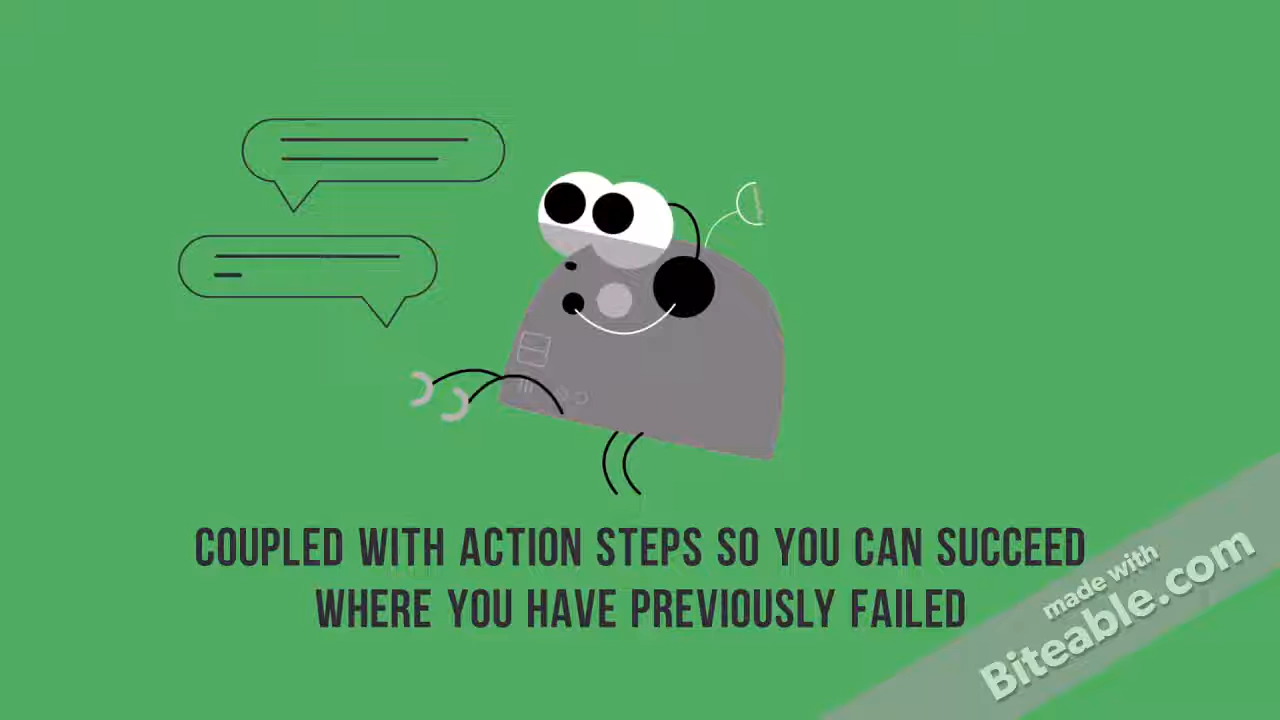 COUPLED WITH ACTION STEPS SO YOU CAN SUCCEED
WHERE YOU HAVE PREVIOUSLY FAILED
made with
Biteable.com